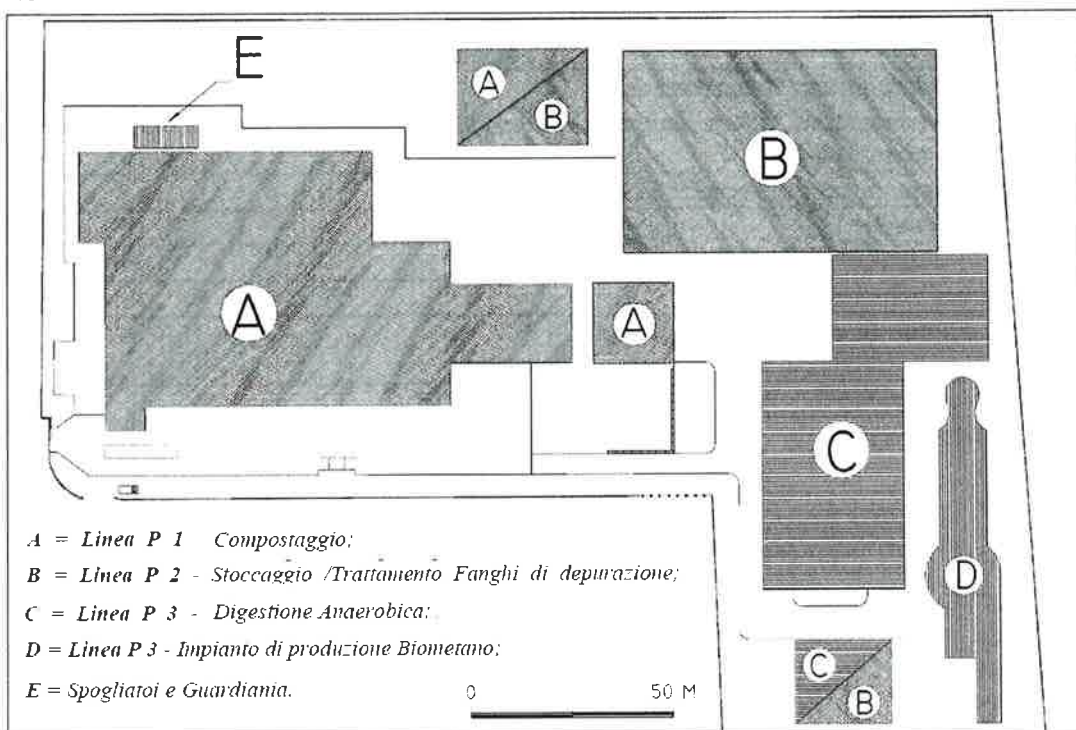 E
A
B
B
A
A
C
D
C
B
A = Linea P 1 Compostaggio;
B = Linea P 2 - Stoccaggio /Trattamento Fanghi di depurazione;
C = Linea P 3 - Digestione Anaerobica;
D = Linea P 3 - Impianto di produzione Biometano;
E = Spogliatoi e Guardiania.
0 50 M